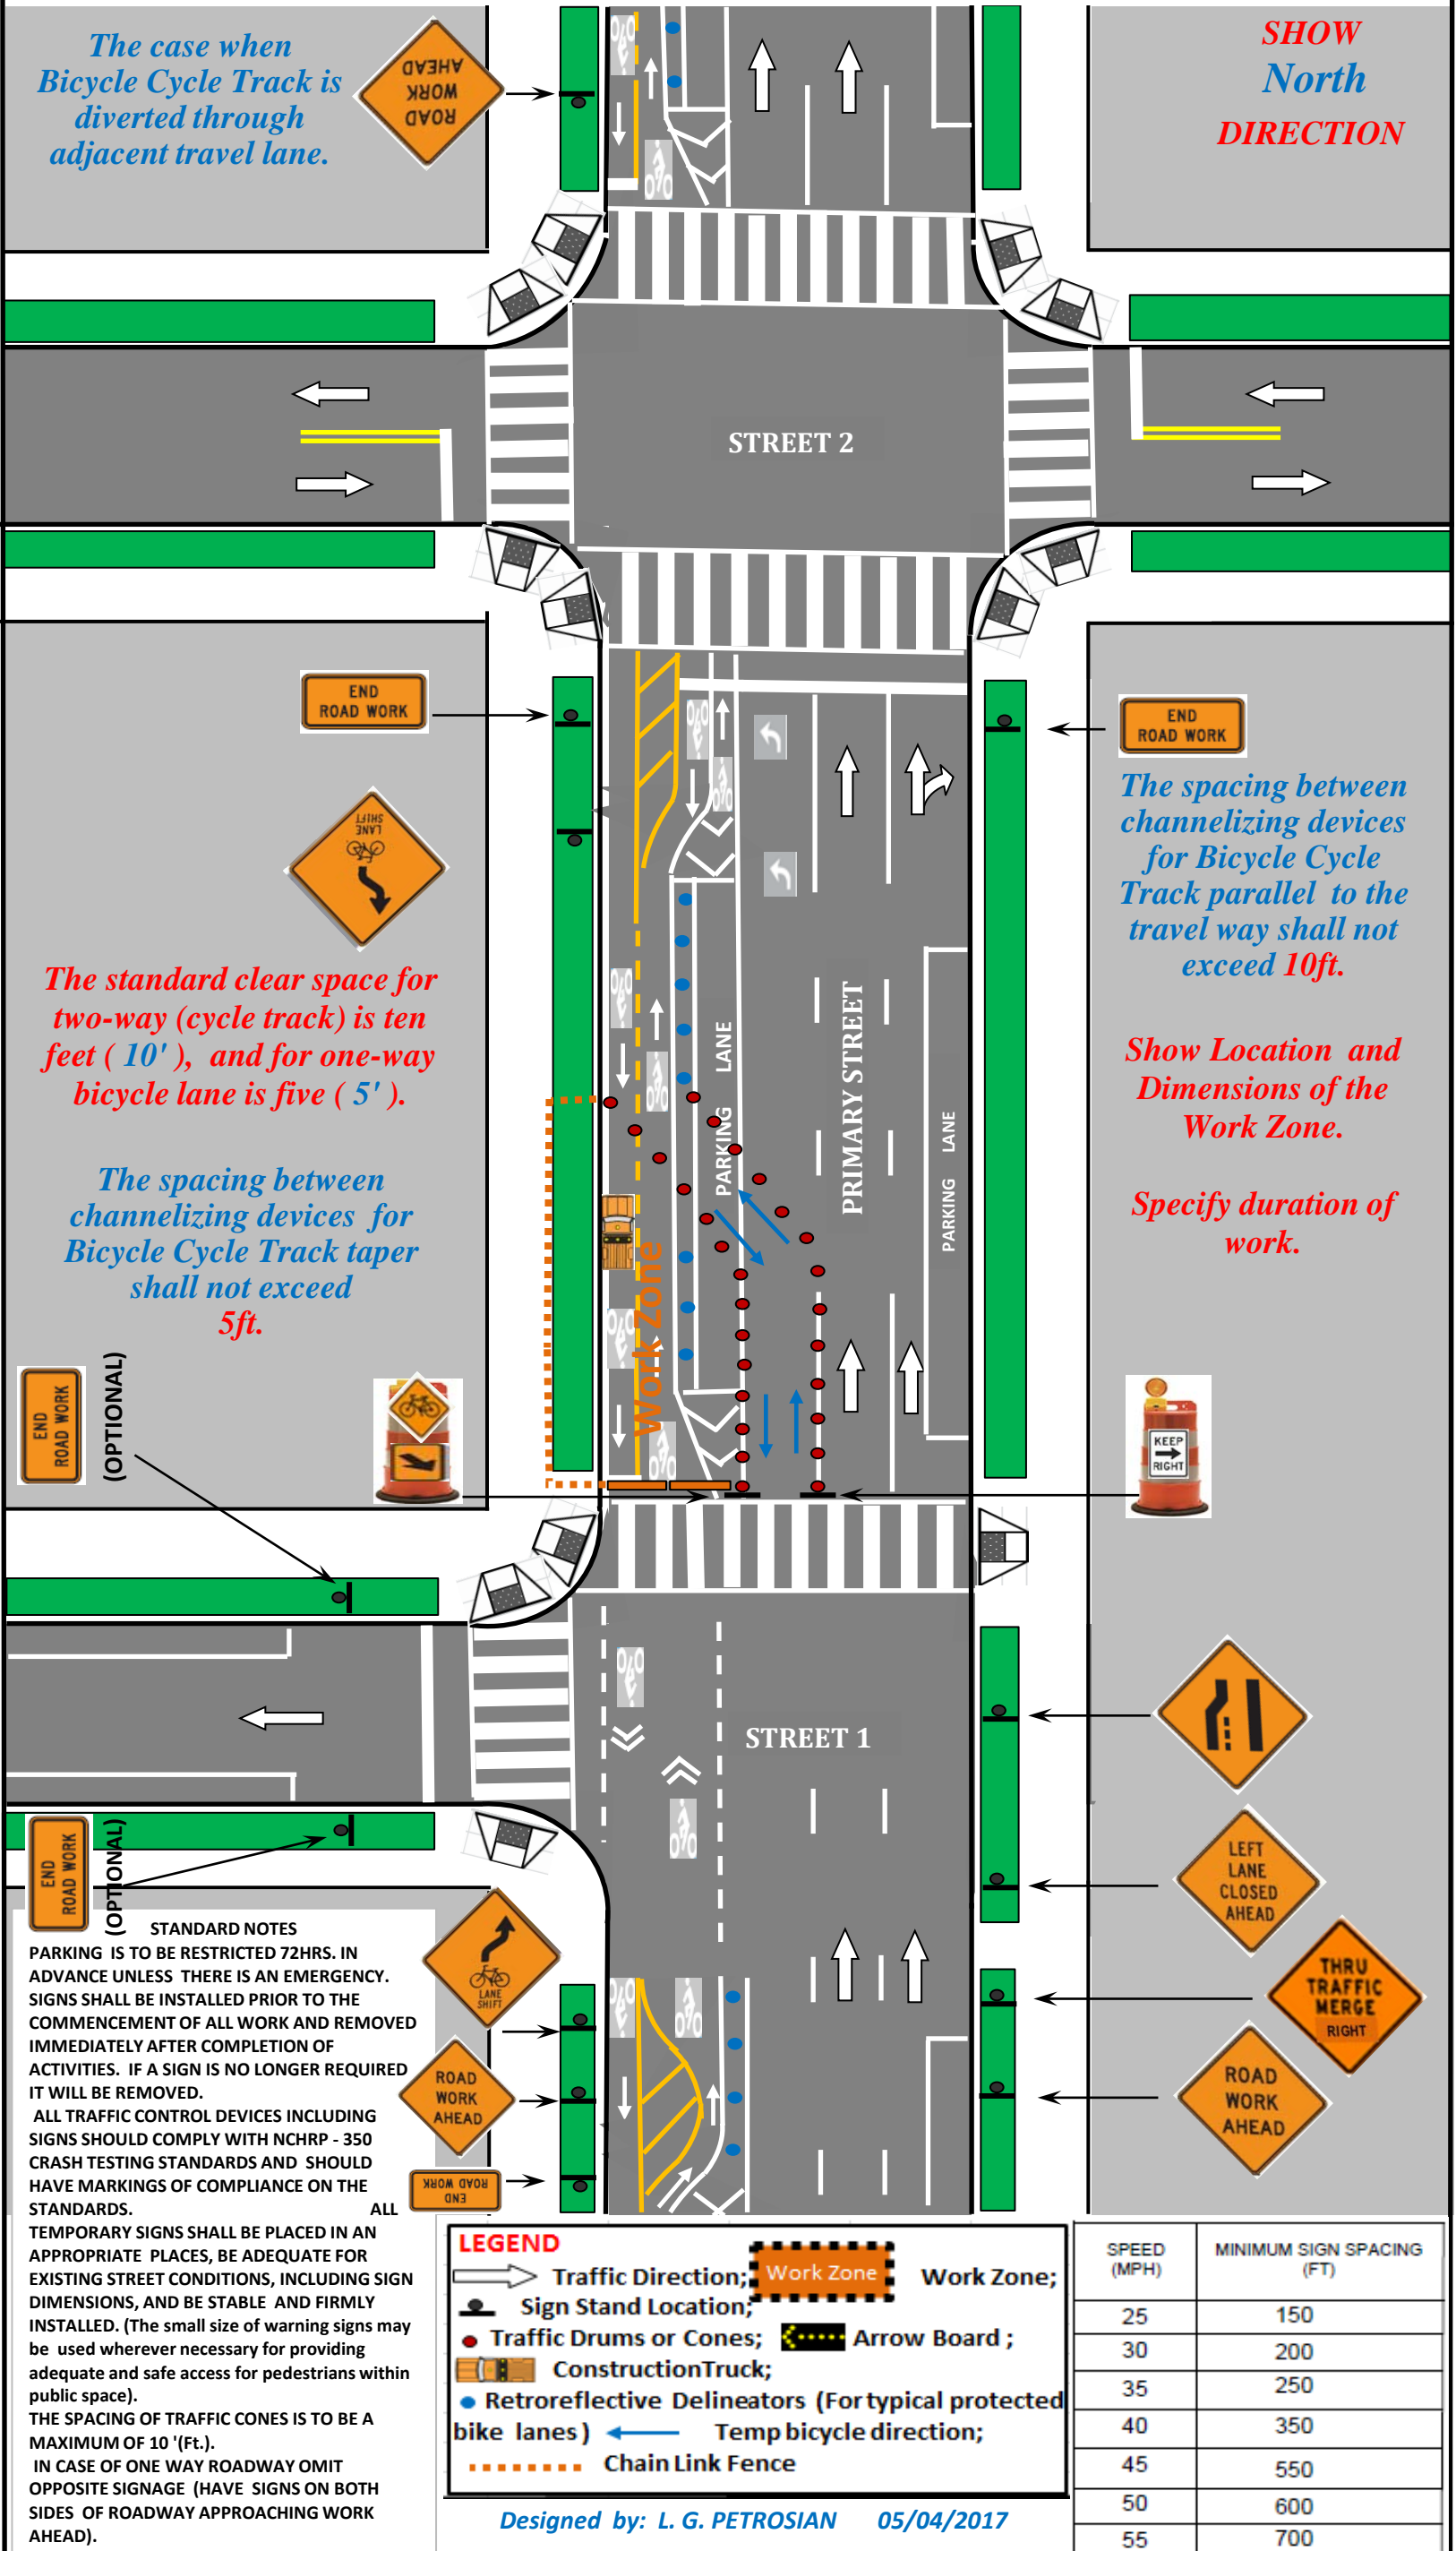 The case when
Bicycle Cycle Track is
diverted through
adjacent travel lane.
ROAD
WORK
AHEAD
SHOW
North
DIRECTION
STREET 2
END
ROAD WORK
END
ROAD WORK
LANE
SHIFT
The spacing between
channelizing devices
for Bicycle Cycle
Track parallel to the
travel way shall not
exceed 10ft.
The standard clear space for
two-way (cycle track) is ten
feet ( 10' ), and for one-way
bicycle lane is five ( 5' ).
Show Location and
Dimensions of the
Work Zone.
PARKING LANE
PRIMARY STREET
PARKING LANE
The spacing between
channelizing devices for
Bicycle Cycle Track taper
shall not exceed
5ft.
Specify duration of
work.
Work Zone
END
ROAD WORK
(OPTIONAL)
KEEP
RIGHT
STREET 1
LEFT
LANE
CLOSED
AHEAD
THRU
TRAFFIC
MERGE
RIGHT
ROAD
WORK
AHEAD
END
ROAD WORK
(OPTIONAL)
LANE
SHIFT
ROAD
WORK
AHEAD
END
ROAD WORK
STANDARD NOTES
PARKING IS TO BE RESTRICTED 72HRS. IN
ADVANCE UNLESS THERE IS AN EMERGENCY.
SIGNS SHALL BE INSTALLED PRIOR TO THE
COMMENCEMENT OF ALL WORK AND REMOVED
IMMEDIATELY AFTER COMPLETION OF
ACTIVITIES. IF A SIGN IS NO LONGER REQUIRED
IT WILL BE REMOVED.
ALL TRAFFIC CONTROL DEVICES INCLUDING
SIGNS SHOULD COMPLY WITH NCHRP - 350
CRASH TESTING STANDARDS AND SHOULD
HAVE MARKINGS OF COMPLIANCE ON THE
STANDARDS. ALL
TEMPORARY SIGNS SHALL BE PLACED IN AN
APPROPRIATE PLACES, BE ADEQUATE FOR
EXISTING STREET CONDITIONS, INCLUDING SIGN
DIMENSIONS, AND BE STABLE AND FIRMLY
INSTALLED. (The small size of warning signs may
be used wherever necessary for providing
adequate and safe access for pedestrians within
public space).
THE SPACING OF TRAFFIC CONES IS TO BE A
MAXIMUM OF 10 '(Ft.).
IN CASE OF ONE WAY ROADWAY OMIT
OPPOSITE SIGNAGE (HAVE SIGNS ON BOTH
SIDES OF ROADWAY APPROACHING WORK
AHEAD).
LEGEND
Traffic Direction; Work Zone Work Zone;
Sign Stand Location;
Traffic Drums or Cones; Arrow Board ;
ConstructionTruck;
Retroreflective Delineators (For typical protected
bike lanes ) Temp bicycle direction;
Chain Link Fence
Designed by: L. G. PETROSIAN 05/04/2017
SPEED (MPH) MINIMUM SIGN SPACING (FT)
25 150
30 200
35 250
40 350
45 550
50 600
55 700